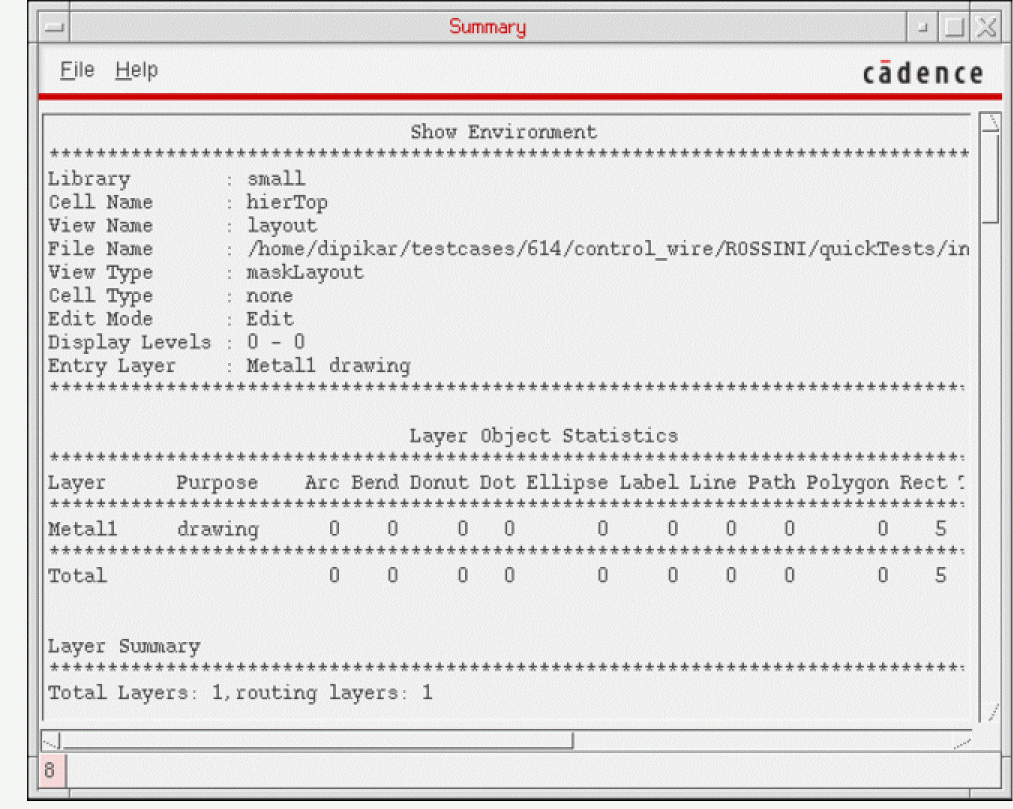 Summary
File Help
cādence
Show Environment
*******************************************************************************
Library : small
Cell Name : hierTop
View Name : layout
File Name : /home/dipikar/testcases/614/control_wire/ROSSINI/quickTests/in
View Type : maskLayout
Cell Type : none
Edit Mode : Edit
Display Levels : 0 - 0
Entry Layer : Metal1 drawing
*******************************************************************************
Layer Object Statistics
*******************************************************************************
Layer Purpose Arc Bend Donut Dot Ellipse Label Line Path Polygon Rect
*******************************************************************************
Metal1 drawing 0 0 0 0 0 0 0 0 0 5
*******************************************************************************
Total 0 0 0 0 0 0 0 0 0 5
Layer Summary
*******************************************************************************
Total Layers: 1,routing layers: 1
8